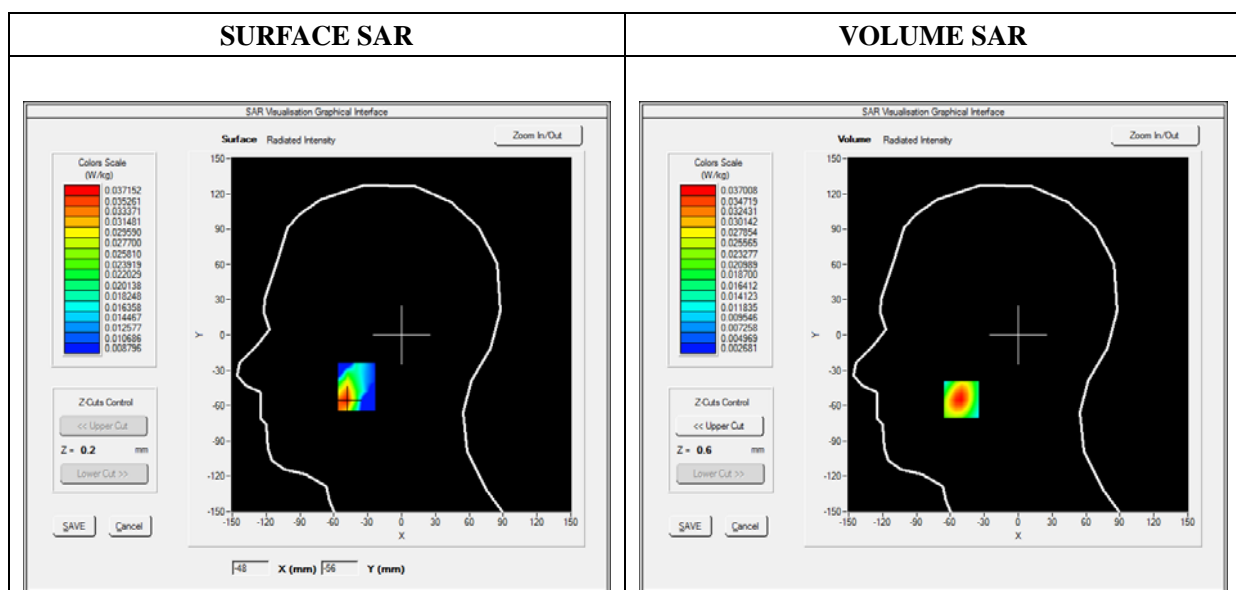 SURFACE SAR
VOLUME SAR
SAR Visualisation Graphical Interface
Surface Radiated Intensity
Zoom In/Out
Colors Scale
(W/kg)
0.037152
0.035261
0.033371
0.031481
0.029590
0.027700
0.025810
0.023919
0.022029
0.020138
0.018248
0.016358
0.014467
0.012577
0.010686
0.008796
150
120
90
30
30
0
-30
-60
-90
-120
-150
Y
-150 -120 -90 -60 -30 0 30 60 90 120 150
X
Z-Cuts Control
<< Upper Cut
Z = 0.2 mm
Lower Cut >>
SAVE Cancel
-48 X (mm) -56 Y (mm)
SAR Visualisation Graphical Interface
Volume Radiated Intensity
Zoom In/Out
Colors Scale
(W/kg)
0.037008
0.034719
0.032431
0.030142
0.027854
0.025565
0.023277
0.020989
0.018700
0.016412
0.014123
0.011835
0.009546
0.007258
0.004969
0.002681
150
120
90
60
30
0
-30
-60
-90
-120
-150
Y
-150 -120 -90 -60 -30 0 30 60 90 120 150
X
Z-Cuts Control
<< Upper Cut
Z = 0.6 mm
Lower Cut >>
SAVE Cancel